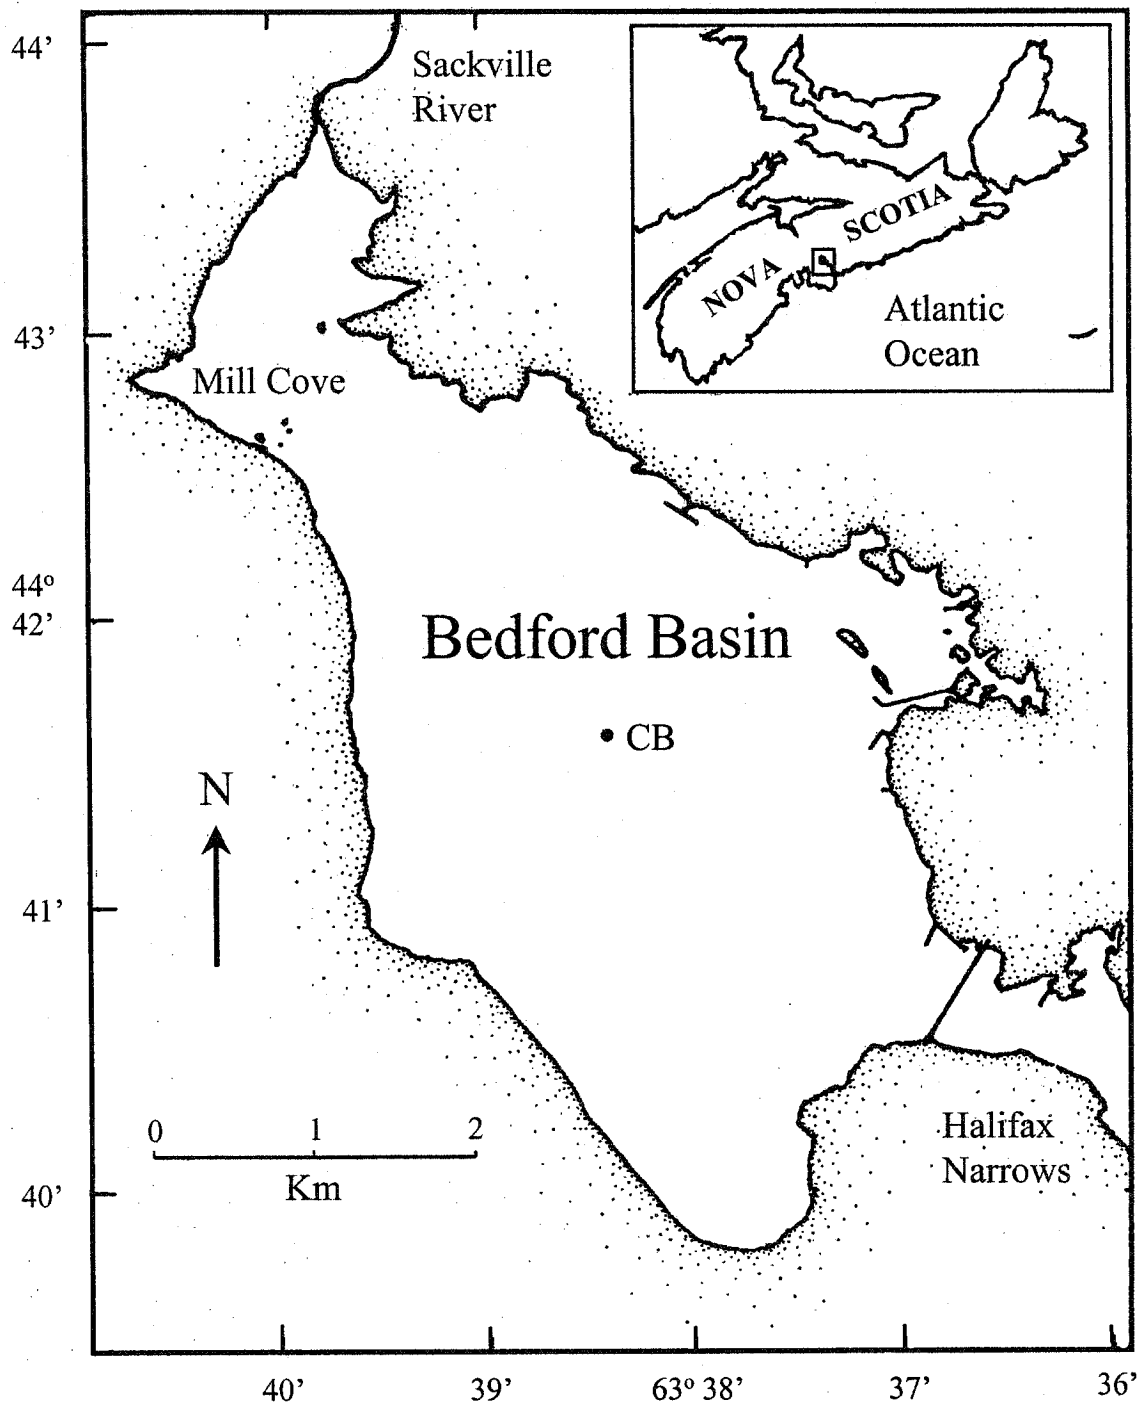 44'
Sackville
River
NOVA
SCOTIA
Atlantic
Ocean
43'
Mill Cove
44º
42'
Bedford Basin
CB
N
41'
0 1 2
Km
Halifax
Narrows
40'
40' 39' 63º 38' 37' 36'